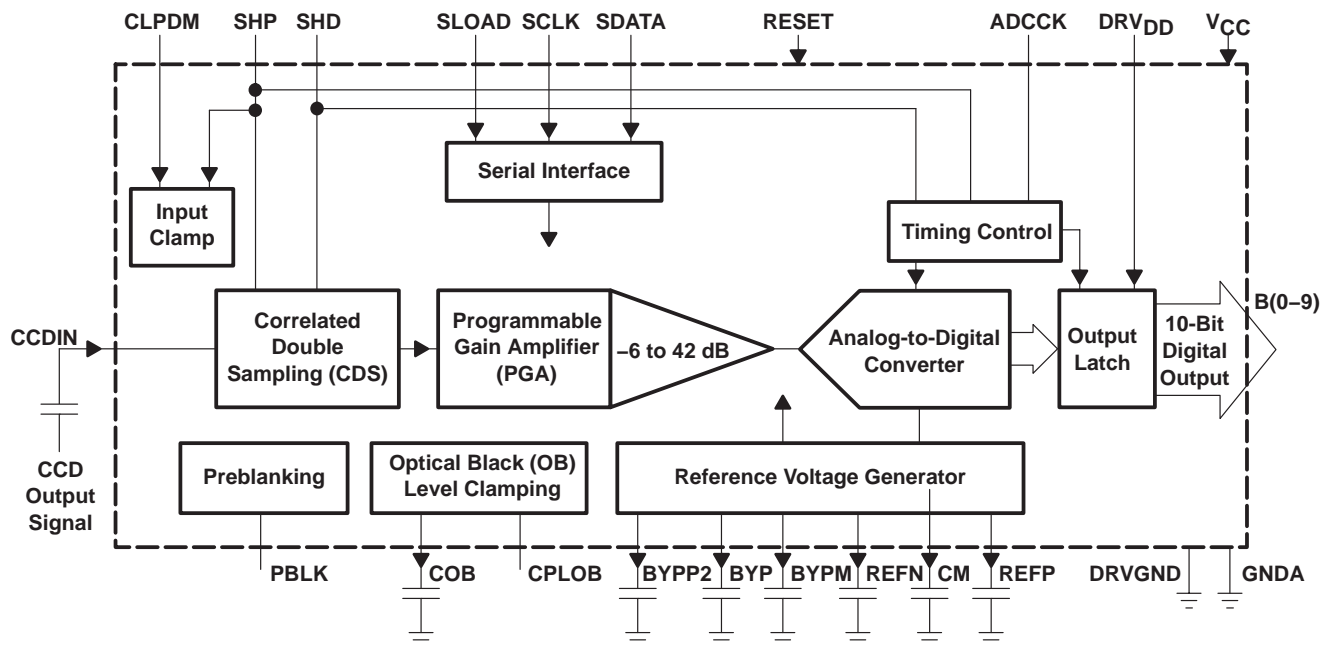 CLPDM SHP SHD SLOAD SCLK SDATA RESET ADCCK DRVDD VCC
Serial Interface
Input
Clamp
Timing Control
B(0–9)
CCDIN
Correlated
Double
Sampling (CDS)
Programmable
Gain Amplifier
(PGA)
–6 to 42 dB
Analog-to-Digital
Converter
Output
Latch
10-Bit
Digital
Output
CCD
Output
Signal
Preblanking
Optical Black (OB)
Level Clamping
Reference Voltage Generator
PBLK COB CPLOB BYPP2 BYP BYPM REFN CM REFP DRVGND GNDA